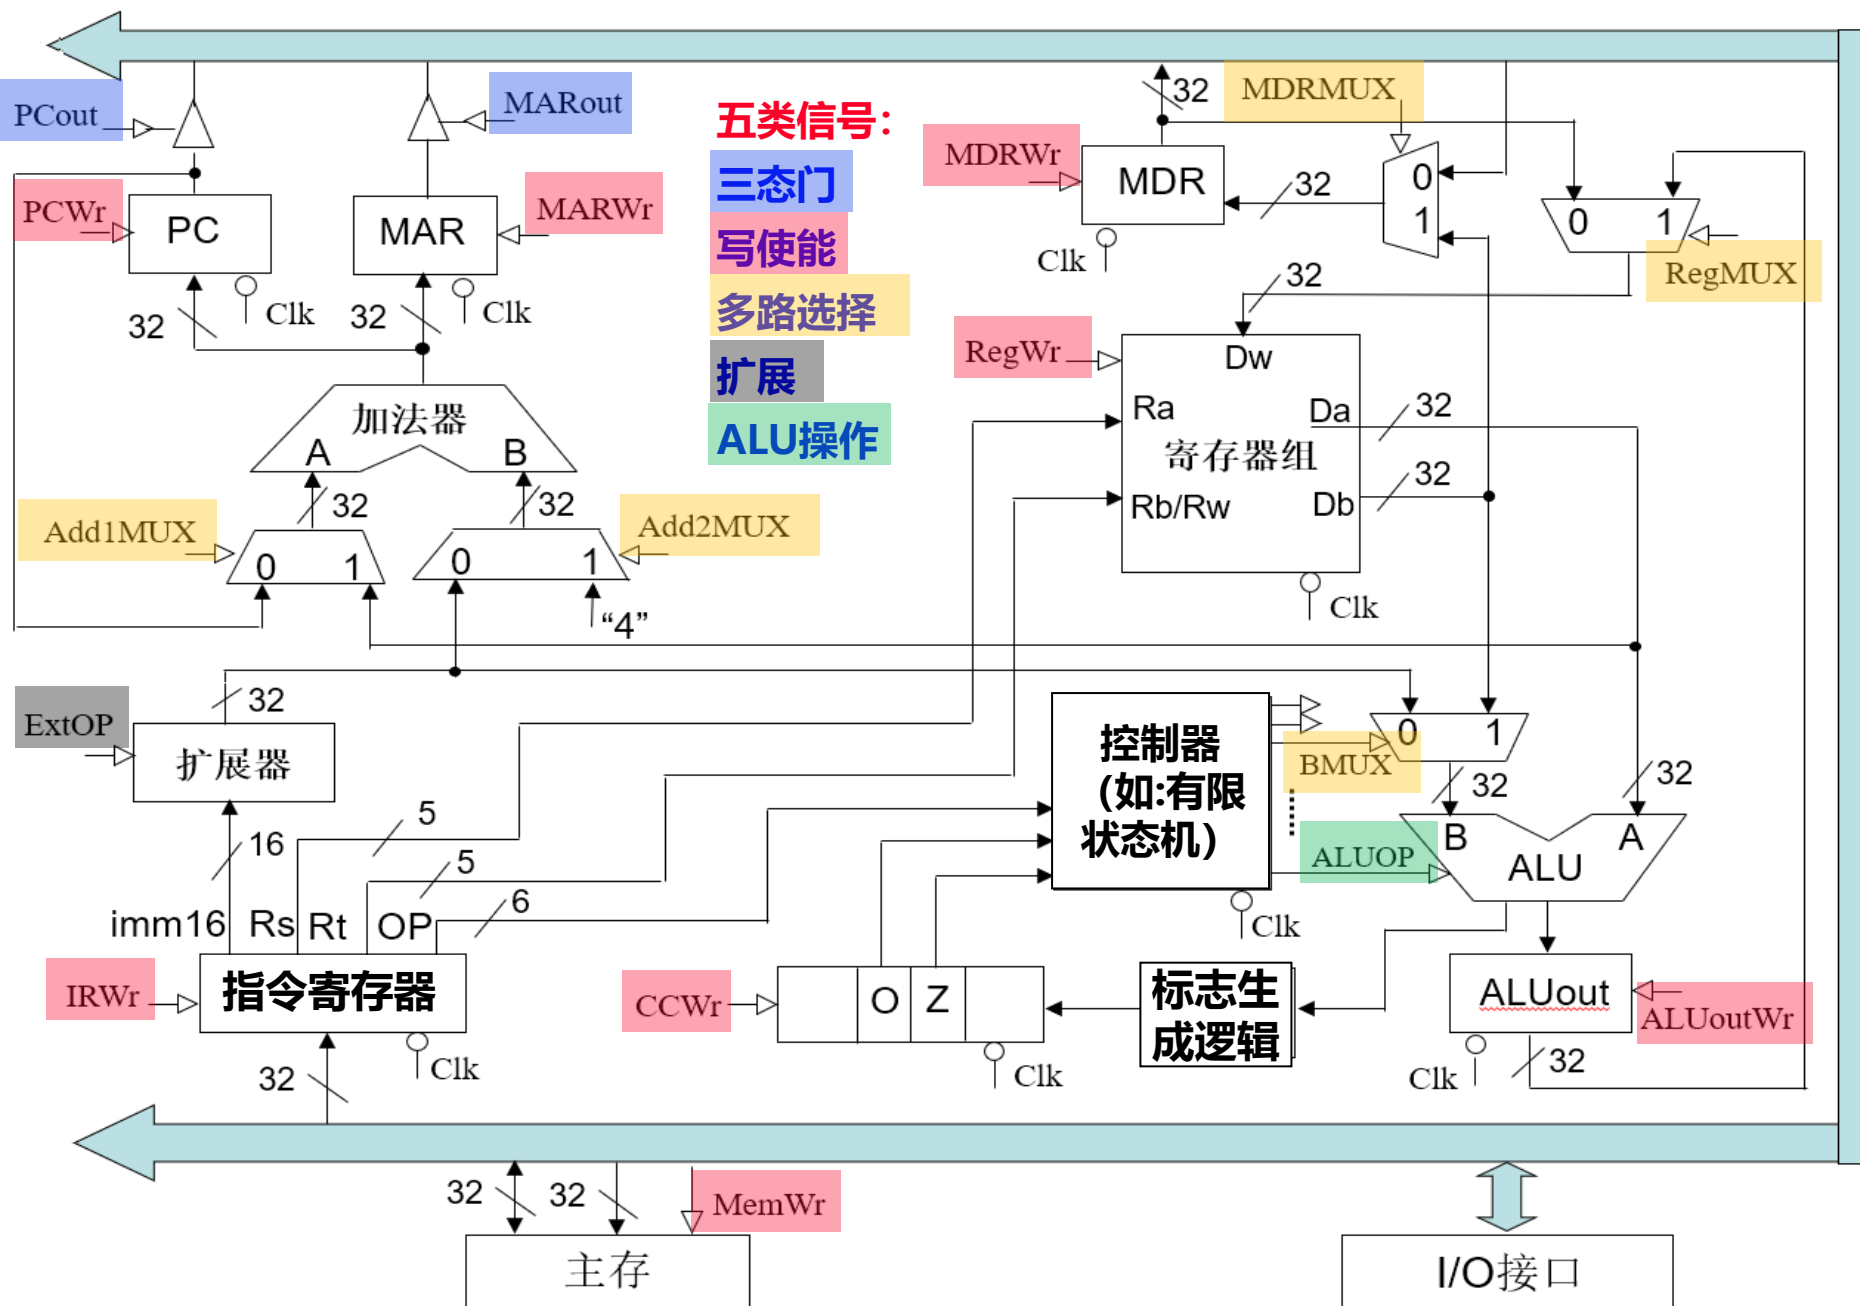 PCout
MARout
五类信号：
三态门
写使能
多路选择
扩展
ALU操作
32
MDRMUX
MDRWr
MDR
32
0
1
0 1
RegMUX
PCWr
PC
MAR
MARWr
Clk
Clk
Clk
32
32
32
加法器
A B
32
32
Add1MUX
Add2MUX
0 1
0 1
“4”
RegWr
Dw
Ra
Da
32
寄存器组
Rb/Rw
Db
32
Clk
ExtOP
32
扩展器
16
5
5
6
imm16 Rs Rt OP
IRWr
指令寄存器
Clk
32
控制器
（如:有限
状态机）
Clk
BMUX
0 1
32
32
ALUOP
B A
ALU
CCWr
O Z
Clk
标志生
成逻辑
ALUout
ALUoutWr
Clk
32
32
32
MemWr
主存
I/O接口